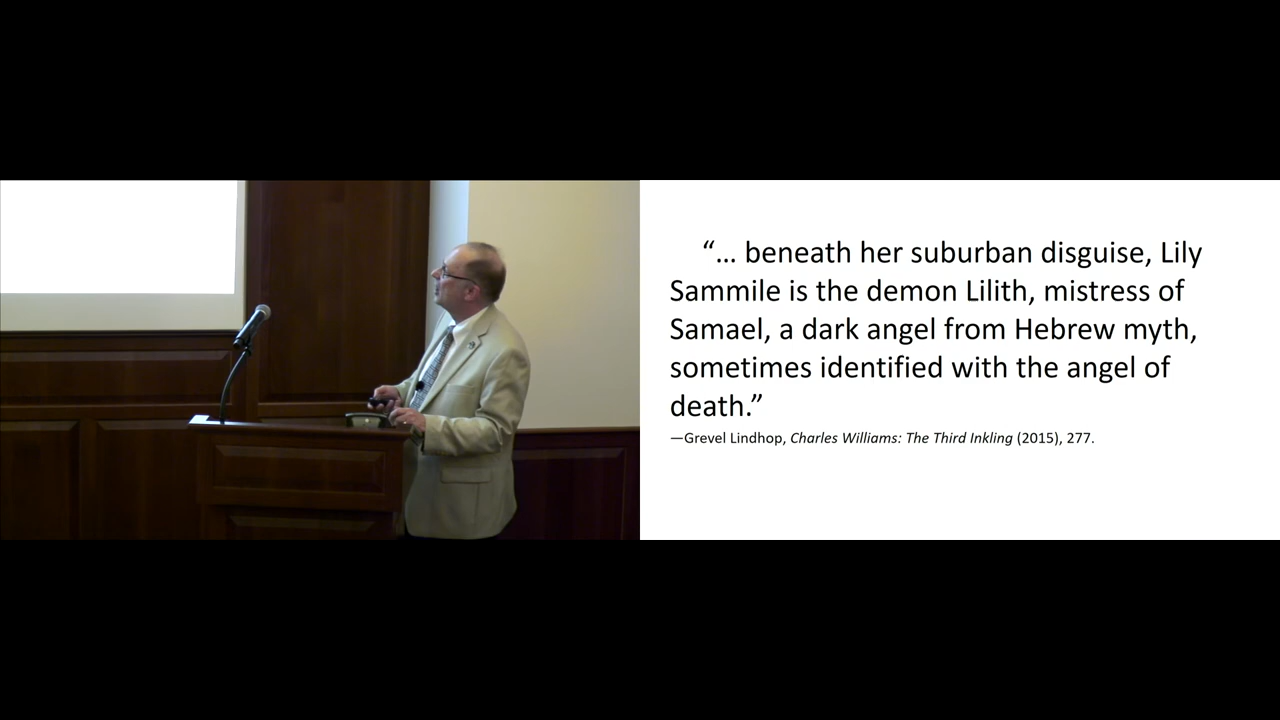 “... beneath her suburban disguise, Lily
Sammile is the demon Lilith, mistress of
Samael, a dark angel from Hebrew myth,
sometimes identified with the angel of
death.”
—Grevel Lindhop, Charles Williams: The Third Inkling (2015), 277.